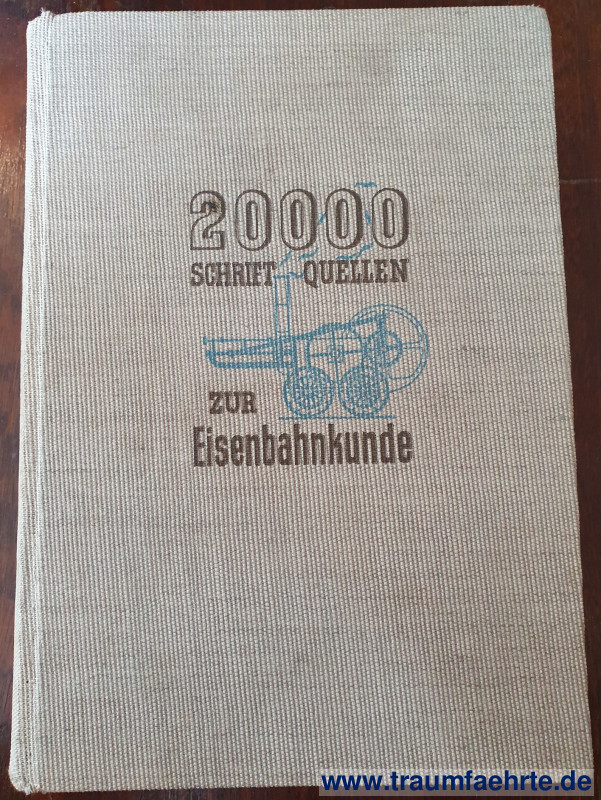 20000
SCHRIFT QUELLEN
ZUR
Eisenbahnkunde
www.traumfaehrte.de